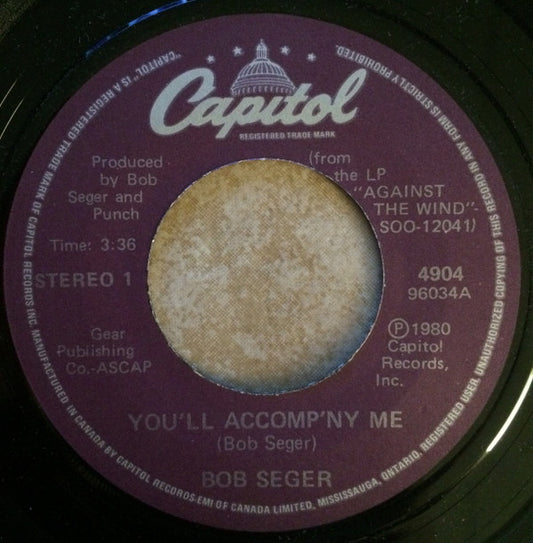 Capitol
REGISTERED TRADE MARK
Produced
by Bob
Seger and
Punch
Time: 3:36
STEREO 1
Gear
Publishing
Co.-ASCAP
(from
the LP
"AGAINST
THE WIND"-
SOO-12041)
4904
96034A
Ⓟ 1980
Capitol
Records,
Inc.
YOU'LL ACCOMP'NY ME
(Bob Seger)
BOB SEGER
"CAPITOL" IS A REGISTERED TRADE MARK OF CAPITOL RECORDS INC. MANUFACTURED IN CANADA BY CAPITOL RECORDS-EMI OF CANADA LIMITED, MISSISSAUGA, ONTARIO. REGISTERED USER. UNAUTHORIZED COPYING OF THIS RECORD IN ANY FORM IS STRICTLY PROHIBITED.